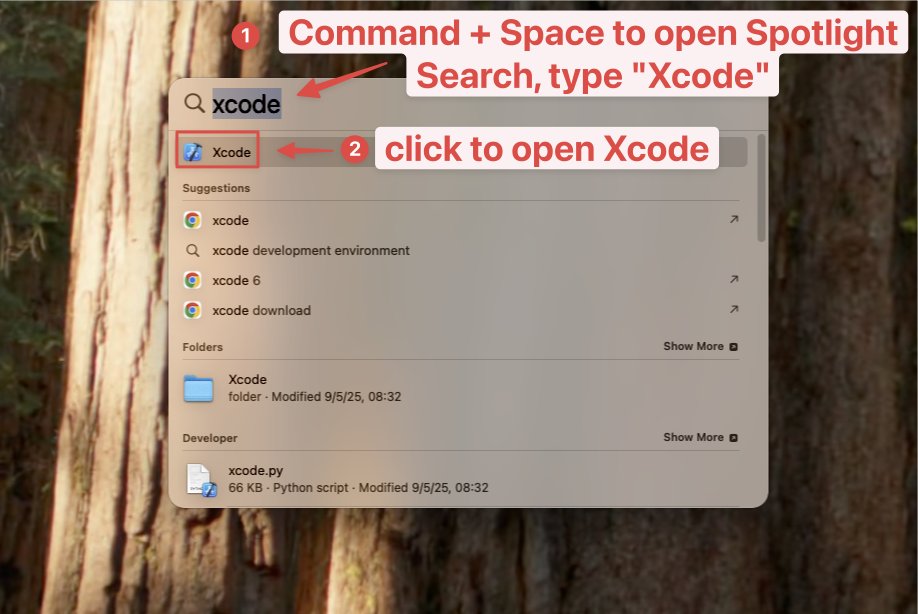 1 Command + Space to open Spotlight
Search, type "Xcode"
xcode
Xcode
2 click to open Xcode
Suggestions
xcode
xcode development environment
xcode 6
xcode download
Folders Show More
Xcode
folder · Modified 9/5/25, 08:32
Developer Show More
xcode.py
66 KB · Python script · Modified 9/5/25, 08:32